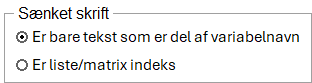 Sænket skrift
Er bare tekst som er del af variabelnavn
Er liste/matrix indeks